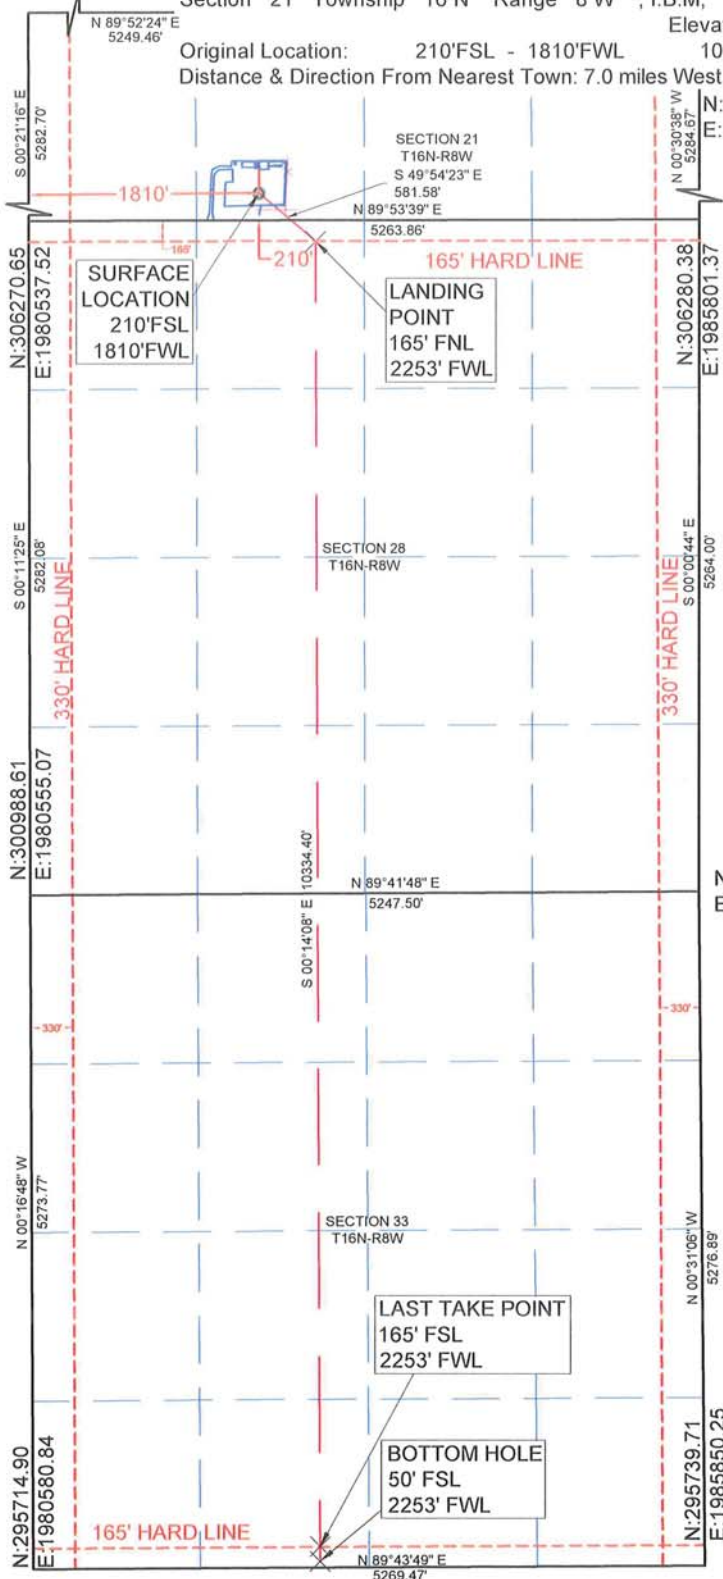 Section 21 Township 16 N Range 8 W , I.B.M,
N 89°52'24" E
5249.46'
Eleva
Original Location: 210'FSL - 1810'FWL 10
Distance & Direction From Nearest Town: 7.0 miles West
S 00°21'16" E
5282.70'
N 00°30'38" W
5284.67'
N:
E:
SECTION 21
T16N-R8W
S 49°54'23" E
581.58'
1810'
N 89°53'39" E
5263.86'
165'
210'
165' HARD LINE
N:306270.65
E:1980537.52
N:306280.38
E:1985801.37
SURFACE
LOCATION
210'FSL
1810'FWL
LANDING
POINT
165' FNL
2253' FWL
S 00°11'25" E
5282.08'
SECTION 28
T16N-R8W
S 00°00'44" E
5264.00'
330' HARD LINE
330' HARD LINE
N:300988.61
E:1980555.07
S 00°14'08" E 10334.40'
N 89°41'48" E
5247.50'
N
E
330'
330'
N 00°16'48" W
5273.77'
SECTION 33
T16N-R8W
N 00°31'06" W
5276.89'
LAST TAKE POINT
165' FSL
2253' FWL
BOTTOM HOLE
50' FSL
2253' FWL
N:295714.90
E:1980580.84
N:295739.71
E:1985850.25
165' HARD LINE
N 89°43'49" E
5269.47'